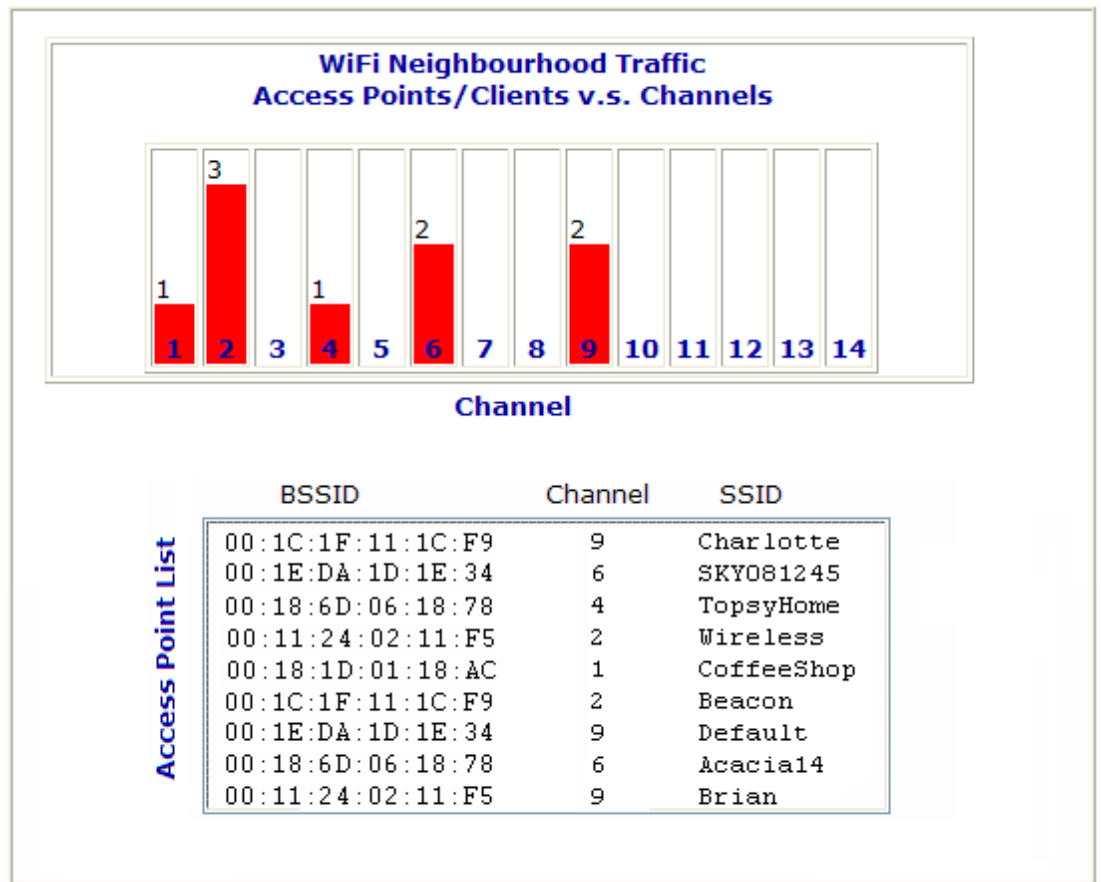 WiFi Neighbourhood Traffic
Access Points/Clients v.s. Channels
3
2 2
1 1
1 2 3 4 5 6 7 8 9 10 11 12 13 14
Channel
BSSID Channel SSID
Access Point List
00:1C:1F:11:1C:F9 9 Charlotte
00:1E:DA:1D:1E:34 6 SKY081245
00:18:6D:06:18:78 4 TopsyHome
00:11:24:02:11:F5 2 Wireless
00:18:1D:01:18:AC 1 CoffeeShop
00:1C:1F:11:1C:F9 2 Beacon
00:1E:DA:1D:1E:34 9 Default
00:18:6D:06:18:78 6 Acacia14
00:11:24:02:11:F5 9 Brian